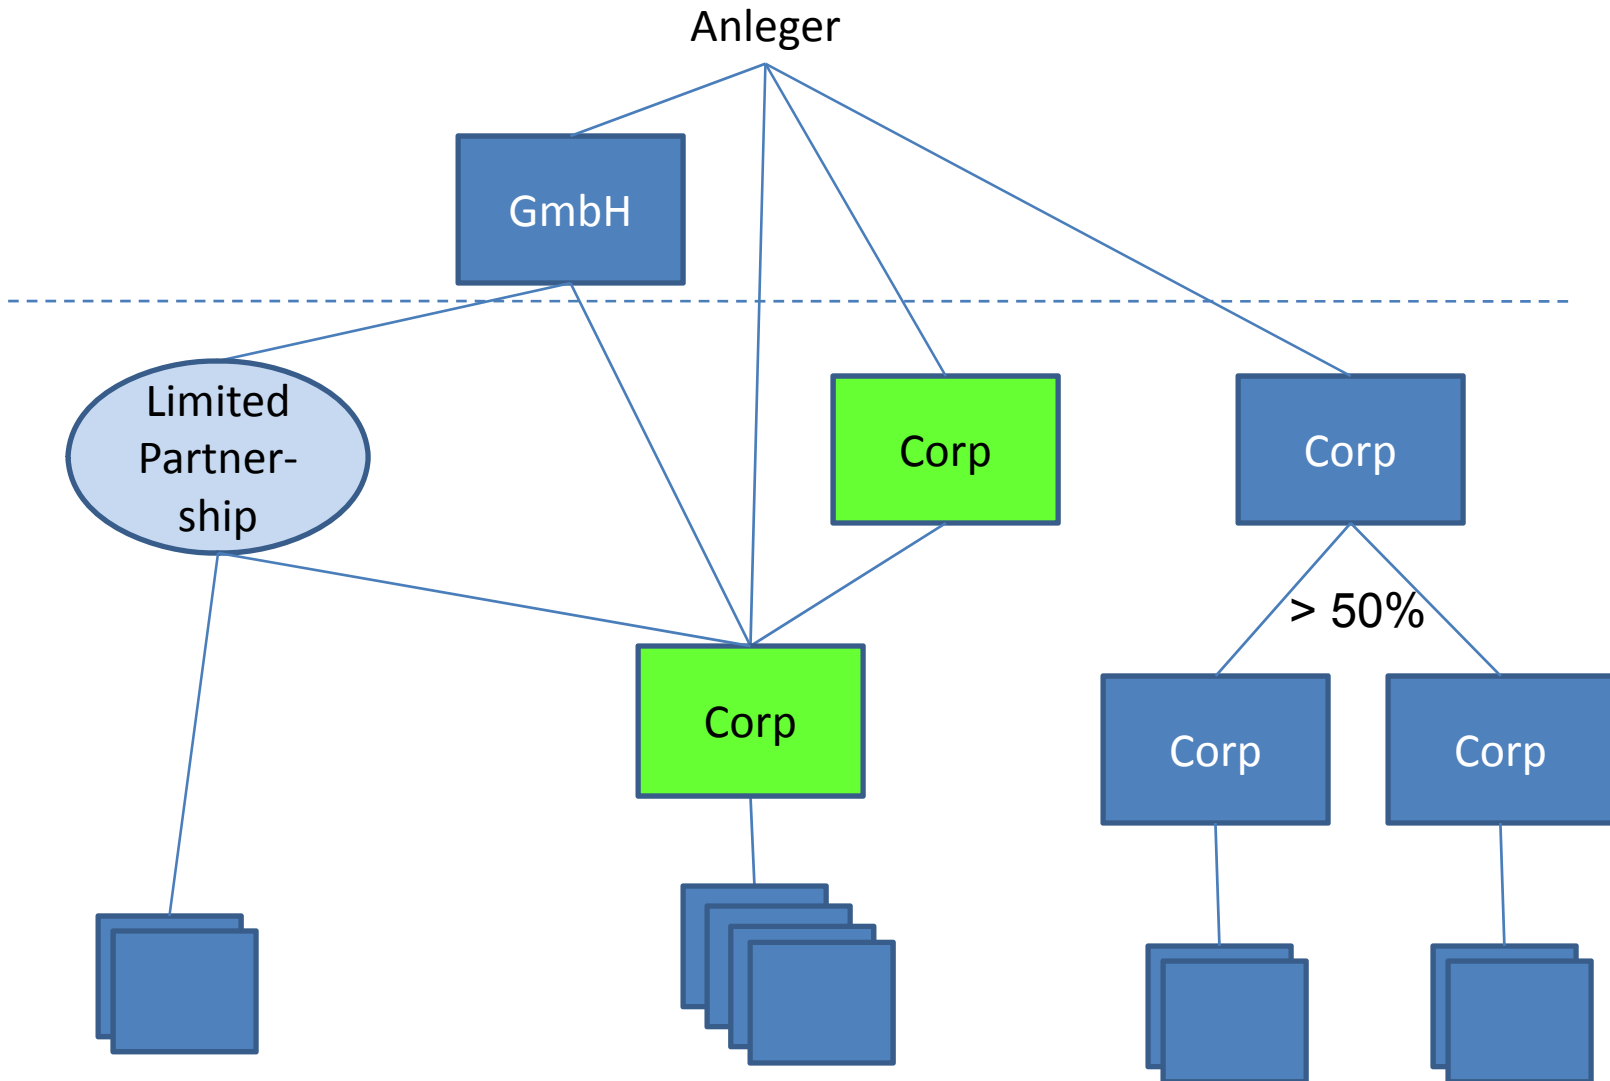 Anleger
GmbH
Limited
Partner-
ship
Corp
Corp
> 50%
Corp
Corp
Corp